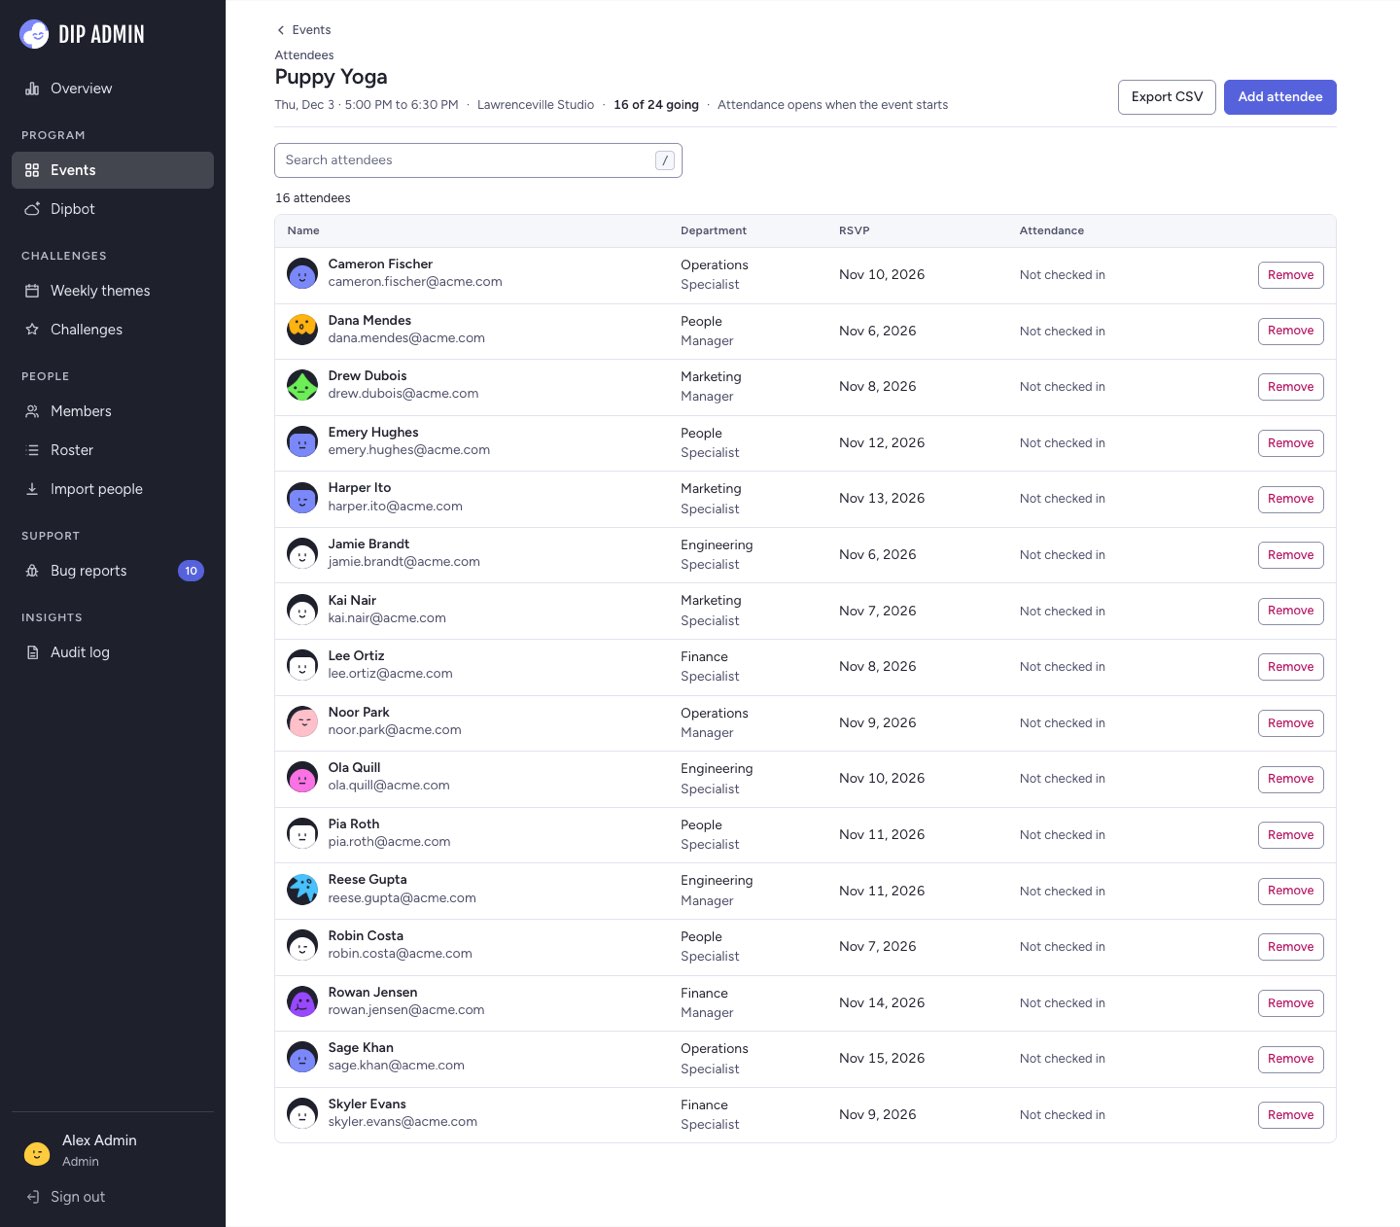 DIP ADMIN
Overview
PROGRAM
Events
Dipbot
CHALLENGES
Weekly themes
Challenges
PEOPLE
Members
Roster
Import people
SUPPORT
Bug reports 10
INSIGHTS
Audit log
Alex Admin
Admin
Sign out
Events
Attendees
Puppy Yoga
Thu, Dec 3 · 5:00 PM to 6:30 PM · Lawrenceville Studio · 16 of 24 going · Attendance opens when the event starts
Export CSV
Add attendee
Search attendees /
16 attendees
Name Department RSVP Attendance
Cameron Fischer
cameron.fischer@acme.com
Operations
Specialist
Nov 10, 2026
Not checked in
Remove
Dana Mendes
dana.mendes@acme.com
People
Manager
Nov 6, 2026
Not checked in
Remove
Drew Dubois
drew.dubois@acme.com
Marketing
Manager
Nov 8, 2026
Not checked in
Remove
Emery Hughes
emery.hughes@acme.com
People
Specialist
Nov 12, 2026
Not checked in
Remove
Harper Ito
harper.ito@acme.com
Marketing
Specialist
Nov 13, 2026
Not checked in
Remove
Jamie Brandt
jamie.brandt@acme.com
Engineering
Specialist
Nov 6, 2026
Not checked in
Remove
Kai Nair
kai.nair@acme.com
Marketing
Specialist
Nov 7, 2026
Not checked in
Remove
Lee Ortiz
lee.ortiz@acme.com
Finance
Specialist
Nov 8, 2026
Not checked in
Remove
Noor Park
noor.park@acme.com
Operations
Manager
Nov 9, 2026
Not checked in
Remove
Ola Quill
ola.quill@acme.com
Engineering
Specialist
Nov 10, 2026
Not checked in
Remove
Pia Roth
pia.roth@acme.com
People
Specialist
Nov 11, 2026
Not checked in
Remove
Reese Gupta
reese.gupta@acme.com
Engineering
Manager
Nov 11, 2026
Not checked in
Remove
Robin Costa
robin.costa@acme.com
People
Specialist
Nov 7, 2026
Not checked in
Remove
Rowan Jensen
rowan.jensen@acme.com
Finance
Manager
Nov 14, 2026
Not checked in
Remove
Sage Khan
sage.khan@acme.com
Operations
Specialist
Nov 15, 2026
Not checked in
Remove
Skyler Evans
skyler.evans@acme.com
Finance
Specialist
Nov 9, 2026
Not checked in
Remove